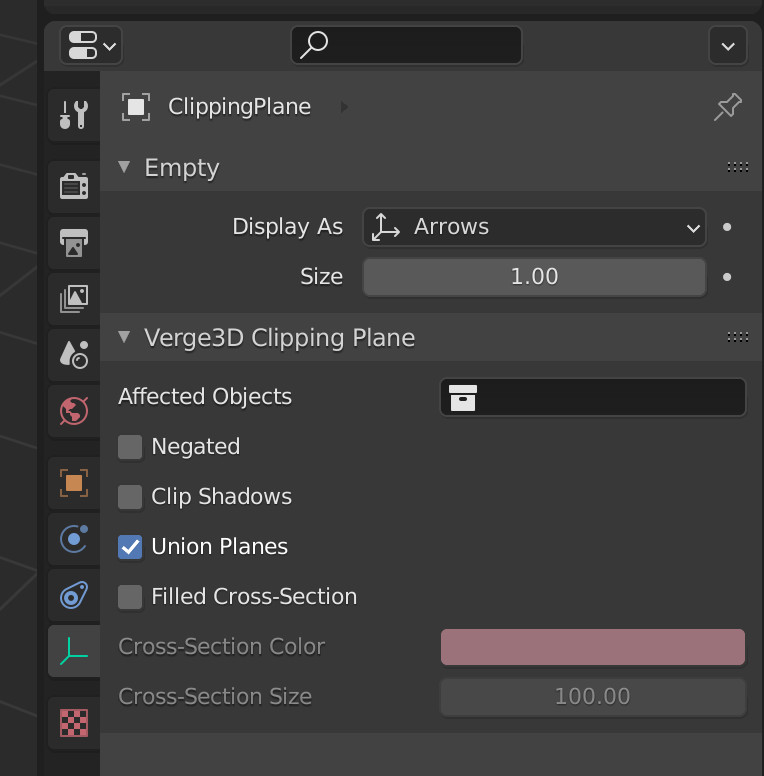 ClippingPlane
Empty
Display As Arrows
Size 1.00
Verge3D Clipping Plane
Affected Objects
Negated
Clip Shadows
Union Planes
Filled Cross-Section
Cross-Section Color
Cross-Section Size 100.00